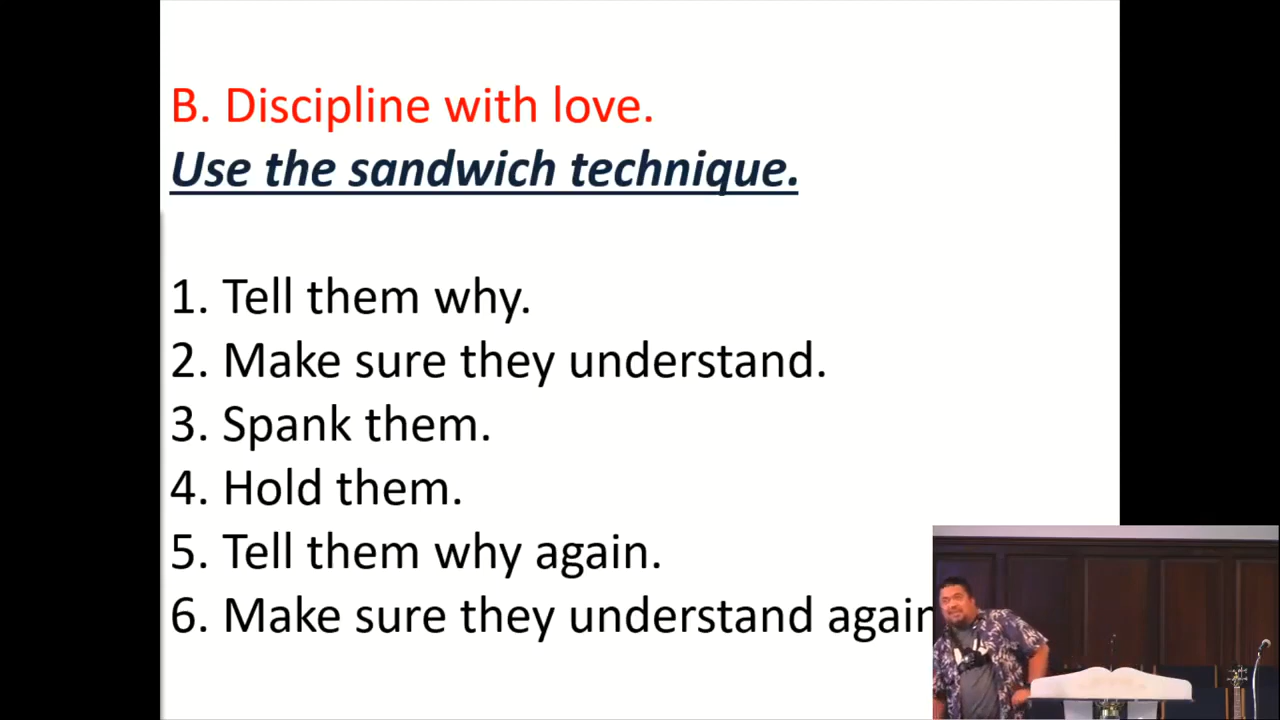 B. Discipline with love.
Use the sandwich technique.
1. Tell them why.
2. Make sure they understand.
3. Spank them.
4. Hold them.
5. Tell them why again.
6. Make sure they understand again